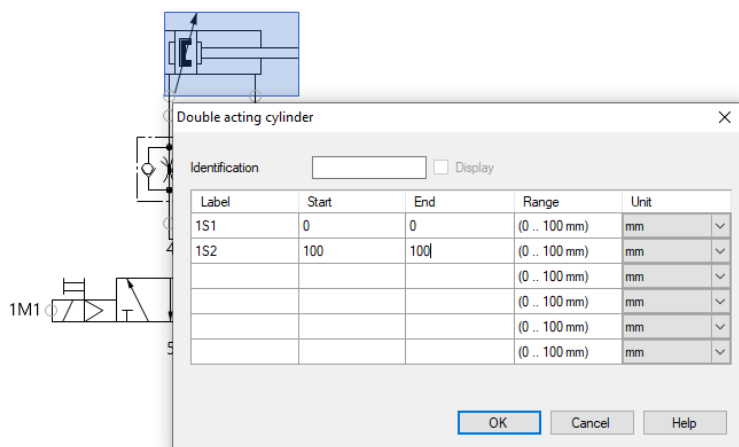 Double acting cylinder
Identification Display
Label Start End Range Unit
1S1 0 0 (0 .. 100 mm) mm
1S2 100 100 (0 .. 100 mm) mm
(0 .. 100 mm) mm
(0 .. 100 mm) mm
(0 .. 100 mm) mm
(0 .. 100 mm) mm
4
1M1
5
OK Cancel Help